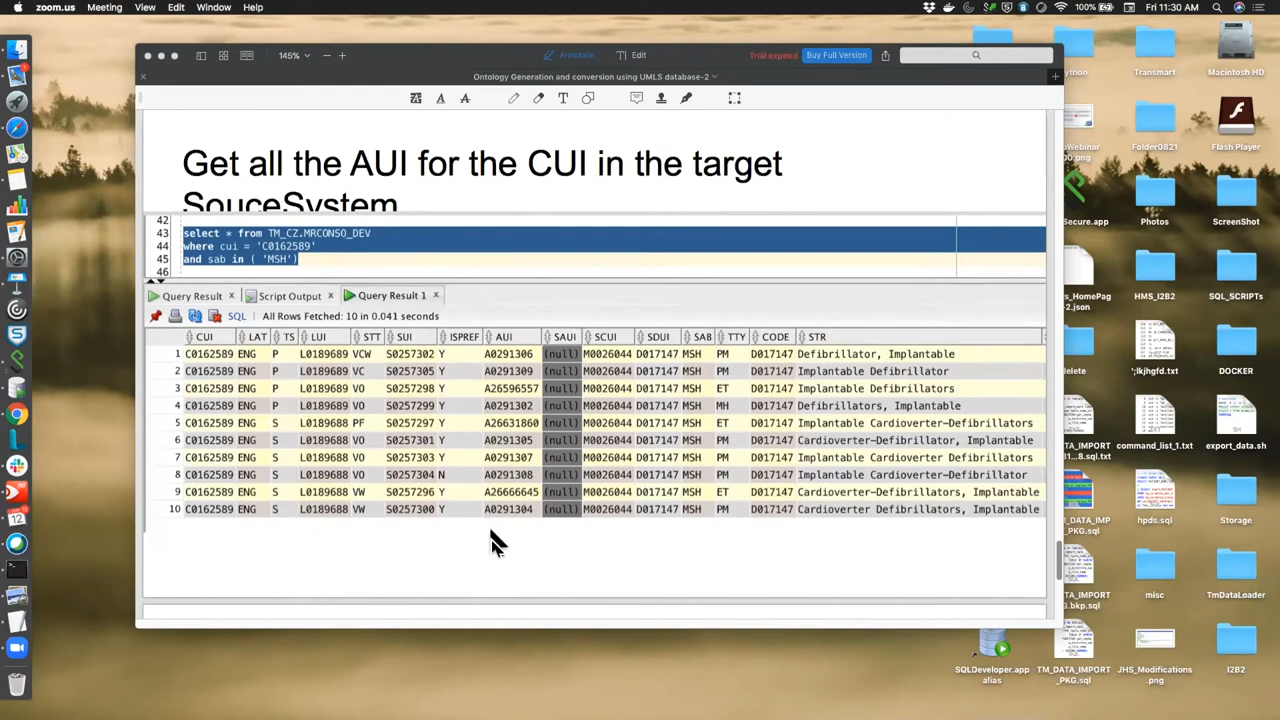 zoom.us Meeting View Edit Window Help
100% Fri 11:30 AM
145%
Annotate
Edit
Trial expired
Buy Full Version
Ontology Generation and conversion using UMLS database-2
Get all the AUI for the CUI in the target
SouceSystem
42
43 select * from TM_CZ.MRCONSO_DEV
44 where cui = 'C0162589'
45 and sab in ( 'MSH')
46
Query Result Script Output Query Result 1
SQL All Rows Fetched: 10 in 0.041 seconds
CUI LAT TS LUI STT SUI ISPREF AUI SAUI SCUI SDUI SAB TTY CODE STR
1 C0162589 ENG P L0189689 VCW S0257302 Y A0291306 (null) M0026044 D017147 MSH PM D017147 Defibrillator, Implantable
2 C0162589 ENG P L0189689 VC S0257305 Y A0291309 (null) M0026044 D017147 MSH PM D017147 Implantable Defibrillator
3 C0162589 ENG P L0189689 VO S0257298 Y A26596557 (null) M0026044 D017147 MSH ET D017147 Implantable Defibrillators
4 C0162589 ENG P L0189689 PF S0257299 Y (null) M0026044 D017147 MSH MH D017147 Defibrillators, Implantable
5 C0162589 ENG S L0189688 PF S0257297 Y A26631860 (null) M0026044 D017147 MSH ET D017147 Implantable Cardioverter-Defibrillators
6 C0162589 ENG S L0189688 VO S0257301 Y A0291305 (null) M0026044 D017147 MSH PM D017147 Cardioverter-Defibrillator, Implantable
7 C0162589 ENG S L0189688 VO (null) M0026044 D017147 MSH D017147 Implantable Cardioverter Defibrillators
8 C0162589 ENG S L0189688 VO S0257304 N A0291308 (null) M0026044 D017147 MSH PM D017147 Implantable Cardioverter-Defibrillator
9 C0162589 ENG S L0189688 VW S0257296 Y A26666645 (null) M0026044 D017147 MSH ET D017147 Cardioverter-Defibrillators, Implantable
10 C0162589 ENG S L0189688 VW S0257300 Y A0291304 (null) M0026044 D017147 MSH PM D017147 Cardioverter Defibrillators, Implantable
Transmart
Macintosh HD
Folder0821
Flash Player
Secure.app
Photos
ScreenShot
HMS_I2B2
SQL_SCRIPTS
';lkjhgfd.txt
DOCKER
command_list_1.txt
export_data.sh
hpds.sql
Storage
misc
TmDataLoader
SQLDeveloper.app
alias
TM_DATA_IMPORT
_PKG.sql
JHS_Modifications
.png
I2B2